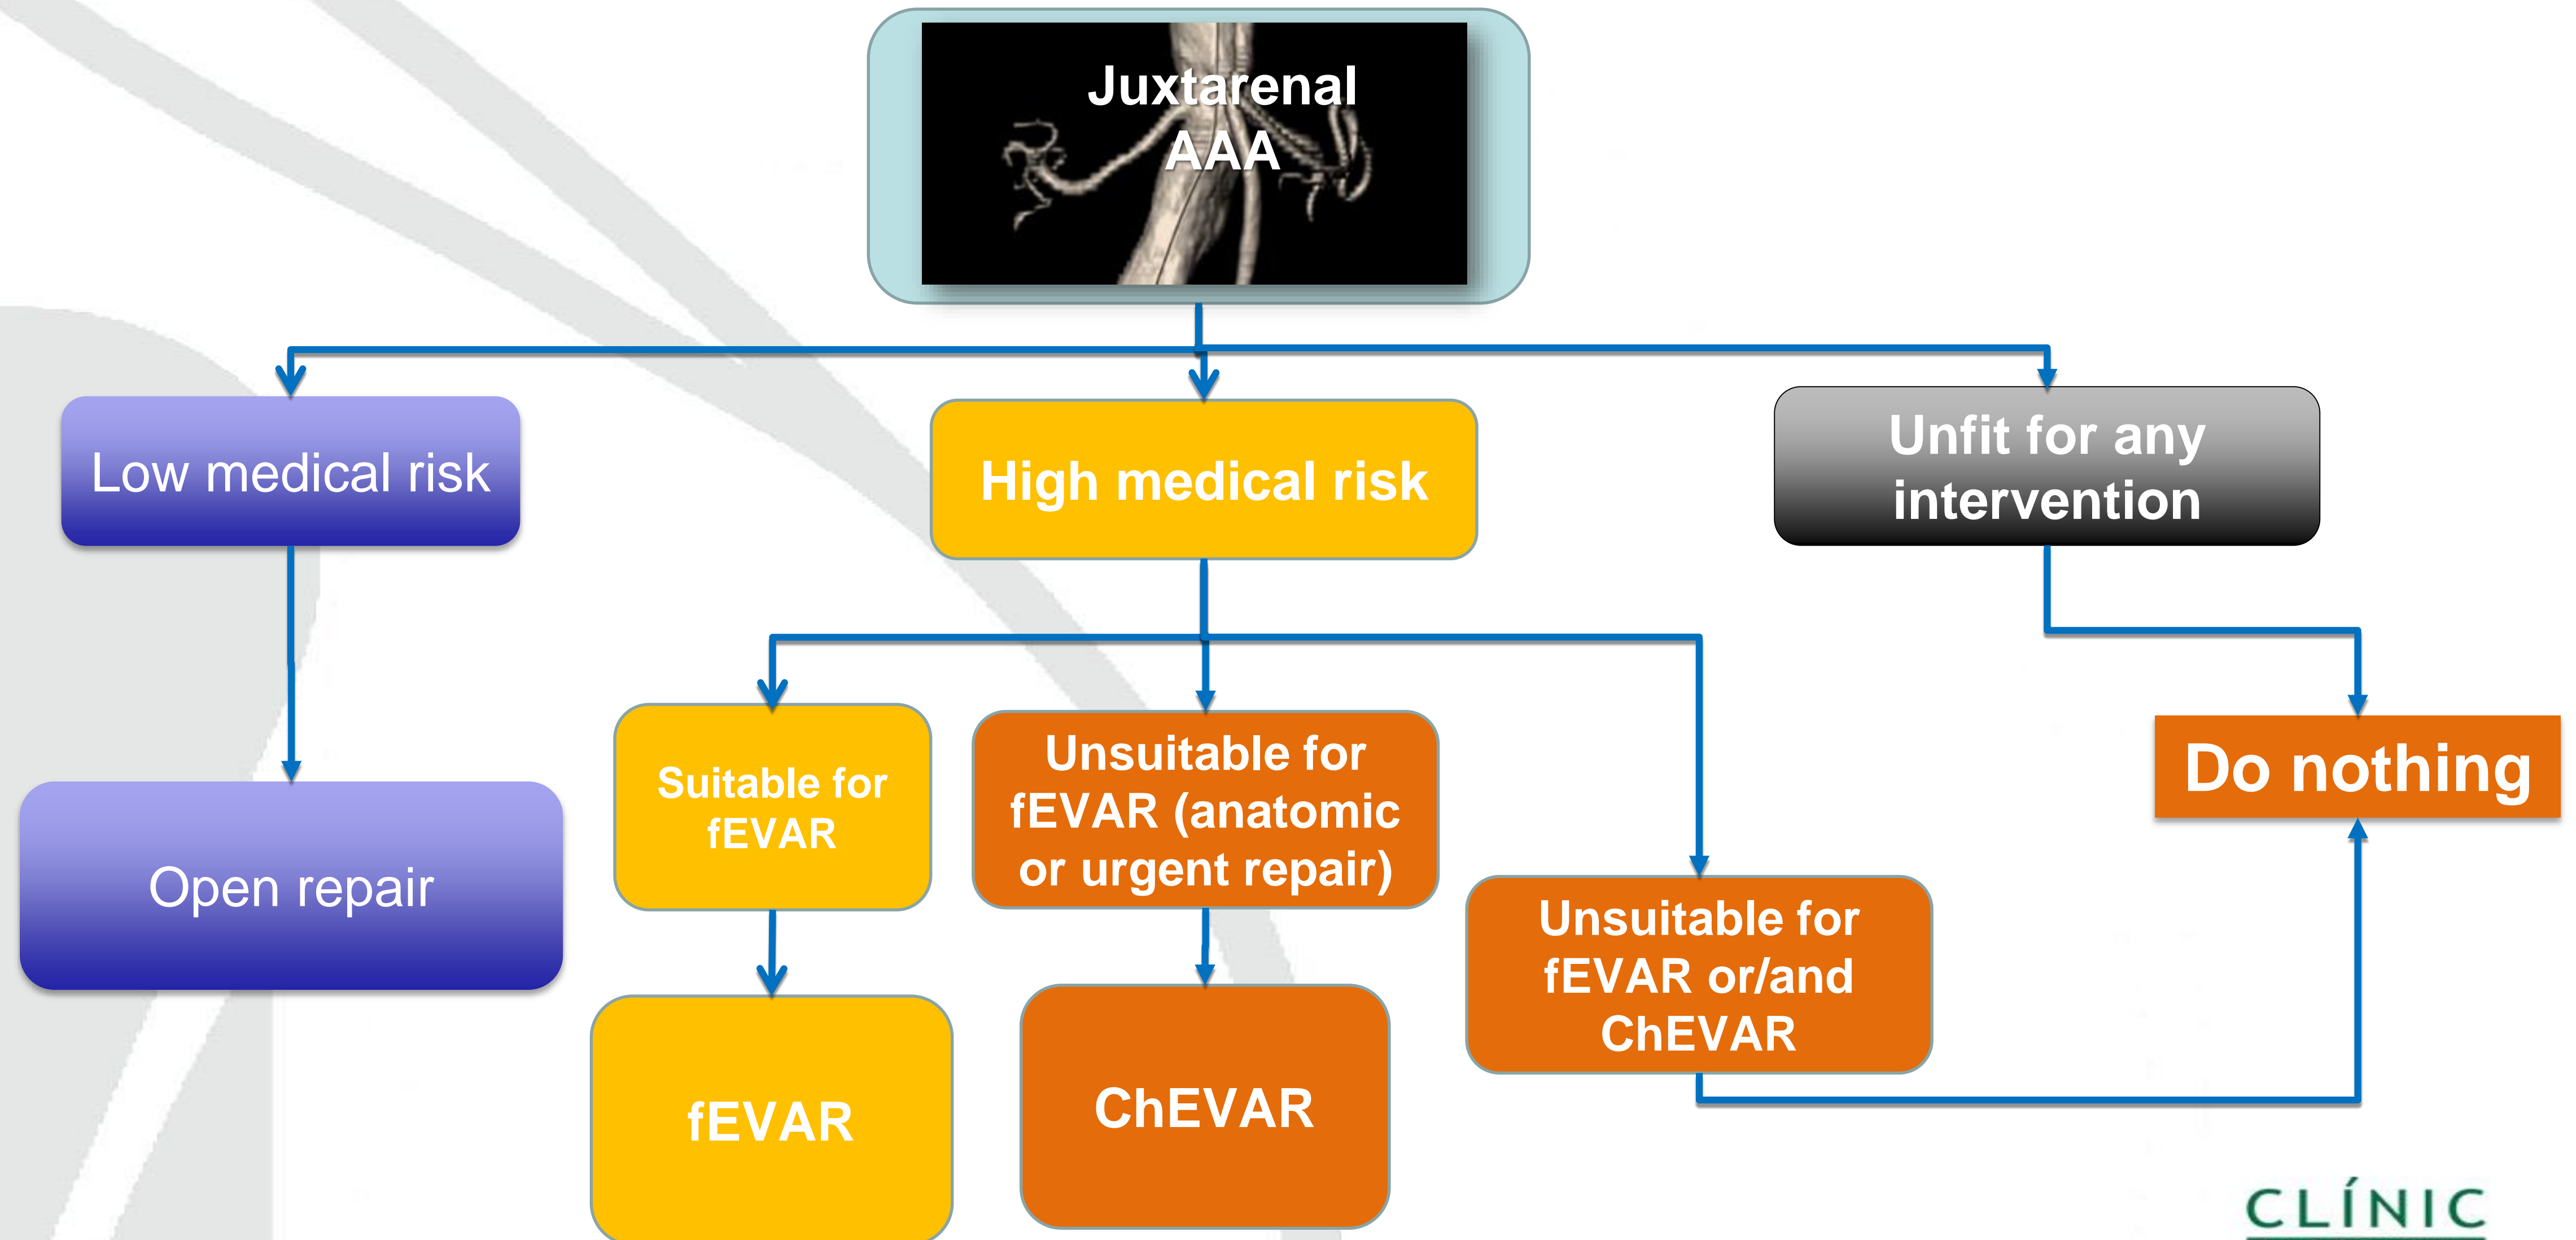 Juxtarenal
AAA
Low medical risk
High medical risk
Unfit for any
intervention
Suitable for
fEVAR
Unsuitable for
fEVAR (anatomic
or urgent repair)
Do nothing
Open repair
Unsuitable for
fEVAR or/and
ChEVAR
fEVAR
ChEVAR
CLÍNIC